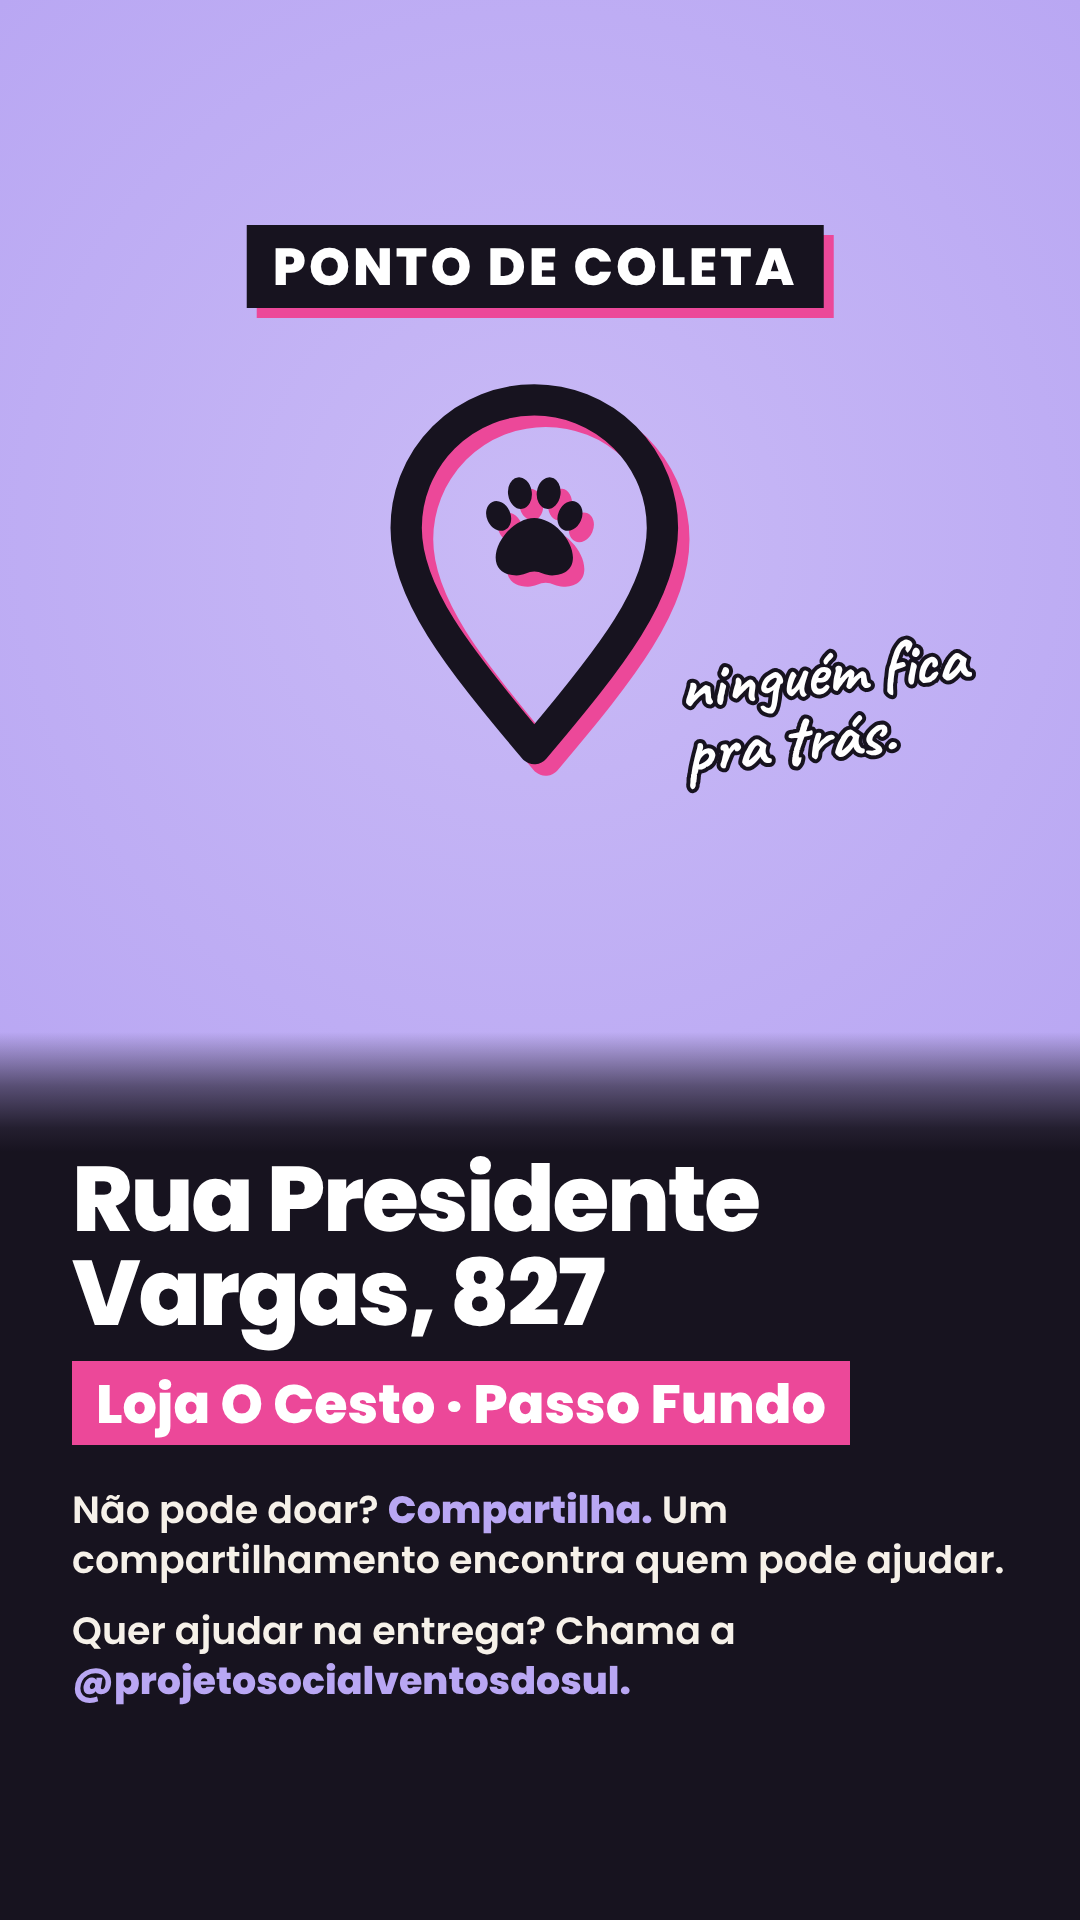 PONTO DE COLETA
ninguém fica
pra trás.
Rua Presidente
Vargas, 827
Loja O Cesto · Passo Fundo
Não pode doar? Compartilha. Um
compartilhamento encontra quem pode ajudar.
Quer ajudar na entrega? Chama a
@projetosocialventosdosul.